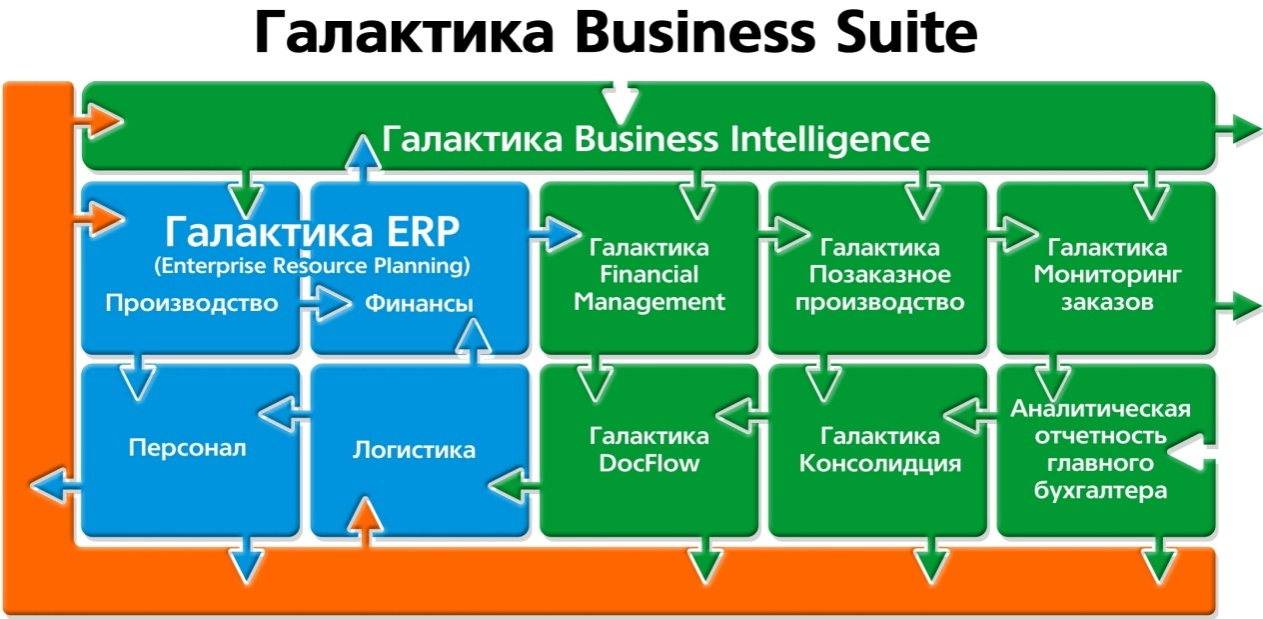 Галактика Business Suite
Галактика Business Intelligence
Галактика ERP
(Enterprise Resource Planning)
Производство
Финансы
Галактика
Financial
Management
Галактика
Позаказное
производство
Галактика
Мониторинг
заказов
Персонал
Логистика
Галактика
DocFlow
Галактика
Консолидция
Аналитическая
отчетность
главного
бухгалтера